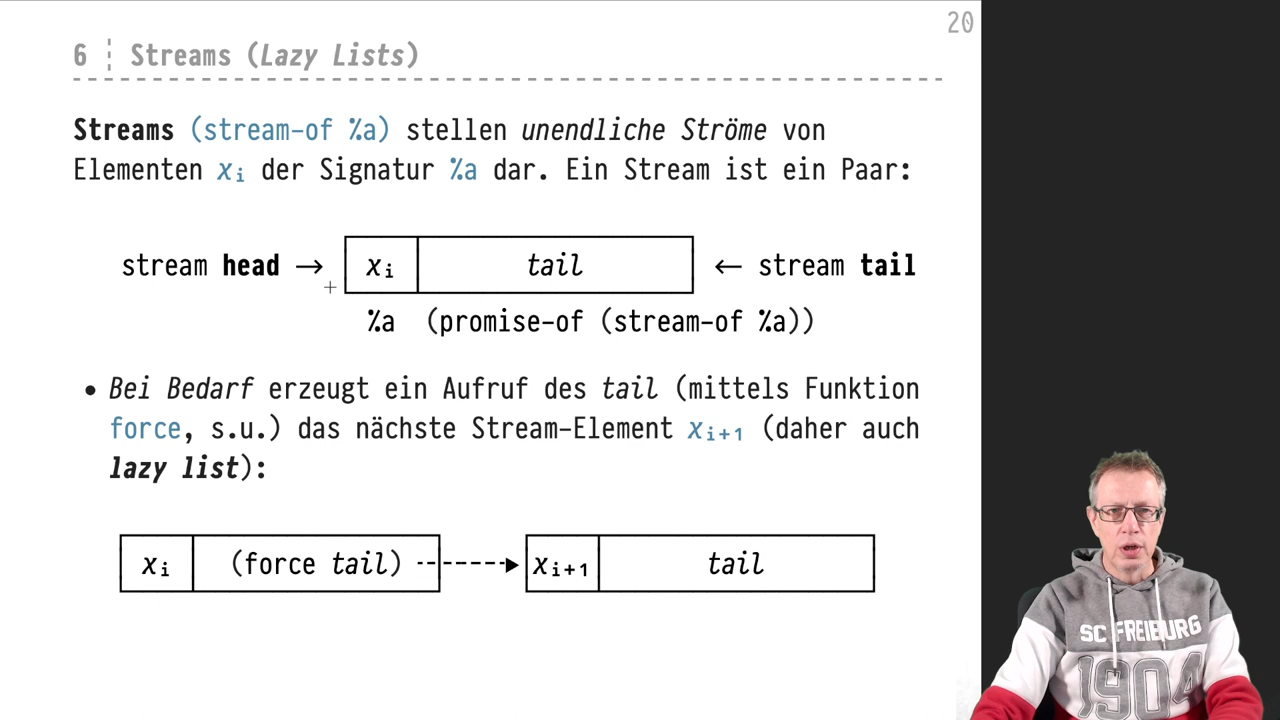 20
6 Streams (Lazy Lists)
Streams (stream-of %a) stellen unendliche Ströme von
Elementen xi der Signatur %a dar. Ein Stream ist ein Paar:
stream head → xi tail ← stream tail
%a (promise-of (stream-of %a))
• Bei Bedarf erzeugt ein Aufruf des tail (mittels Funktion
force, s.u.) das nächste Stream-Element xi+1 (daher auch
lazy list):
xi (force tail) xi+1 tail
SC FREIBURG
1904